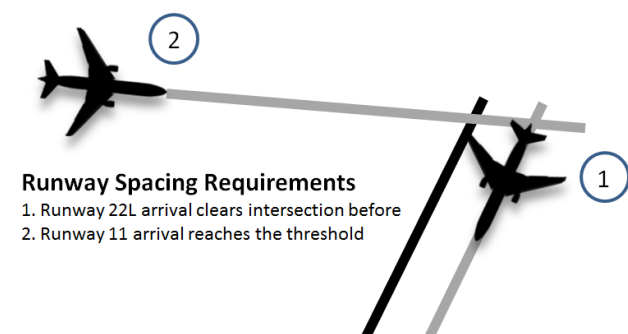 2
1
Runway Spacing Requirements
1. Runway 22L arrival clears intersection before
2. Runway 11 arrival reaches the threshold